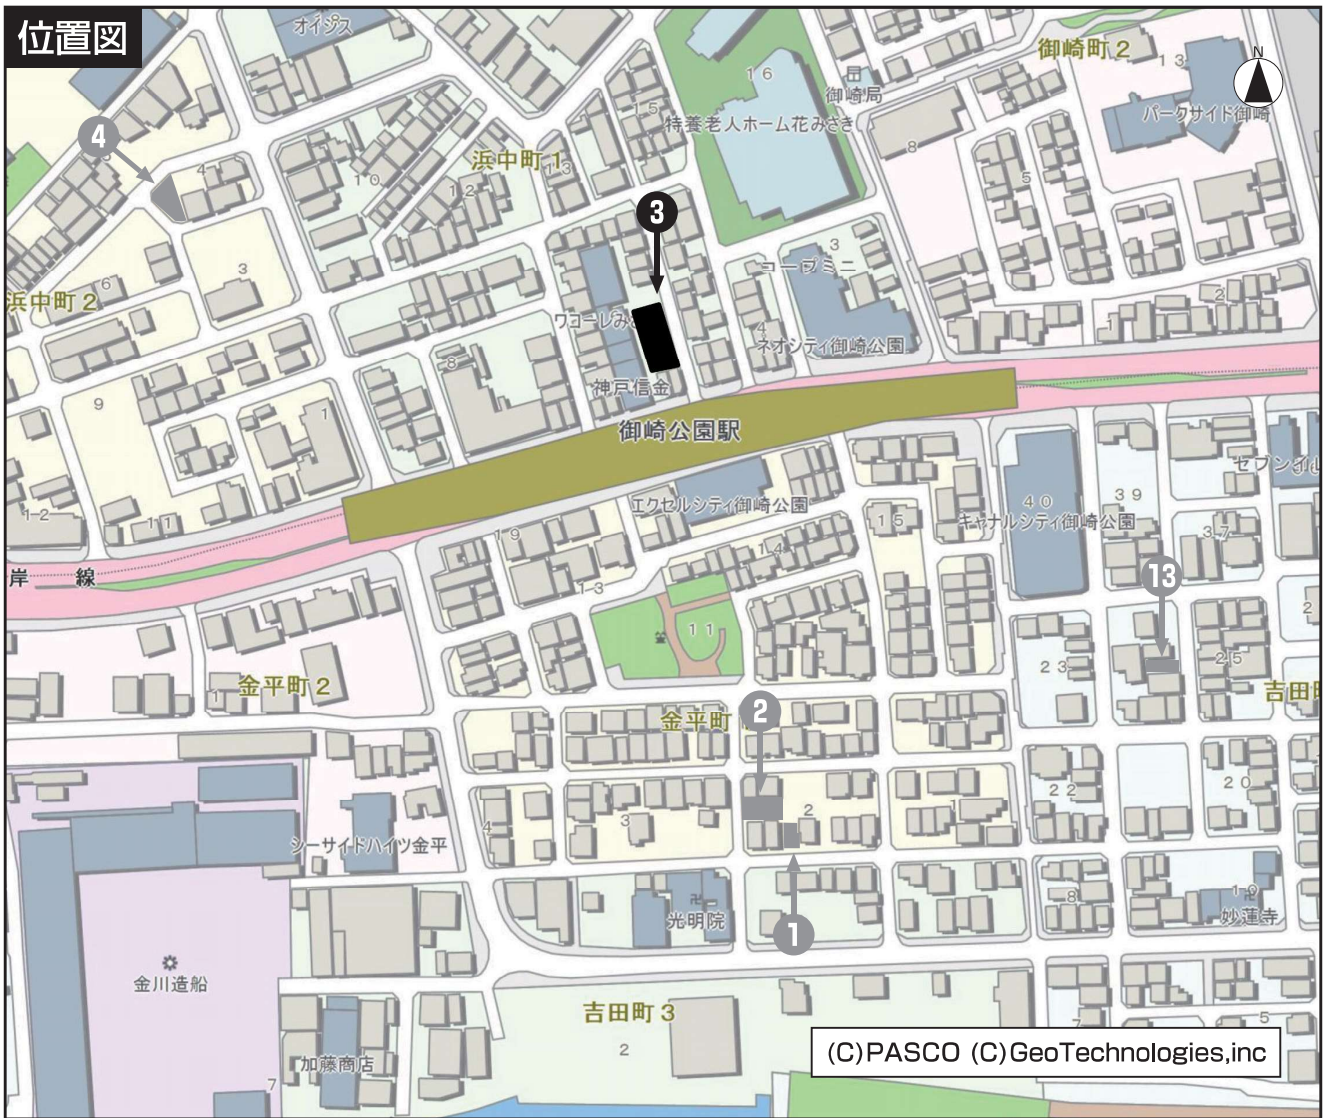 位置図
オイシス
御崎町2
N
16
13
御崎局
パークサイド御崎
15
特養老人ホーム花みさき
4
4
浜中町1
13
8
10
12
5
3
3
コープミニ
3
6
浜中町2
2
ワコーレみ
1
4
ネオシティ御崎公園
8
神戸信金
9
1
御崎公園駅
セブン
12
11
エクセルシティ御崎公園
40
39
キャナルシティ御崎公園
15
19
14
37
岸 線
13
13
2
11
23
25
1
金平町2
金平町
2
吉田
22
20
4
3
2
1
シーサイドハイツ金平
8
10
光明院
妙蓮寺
1
金川造船
吉田町3
2
7
5
加藤商店
7
(C)PASCO (C)GeoTechnologies,inc